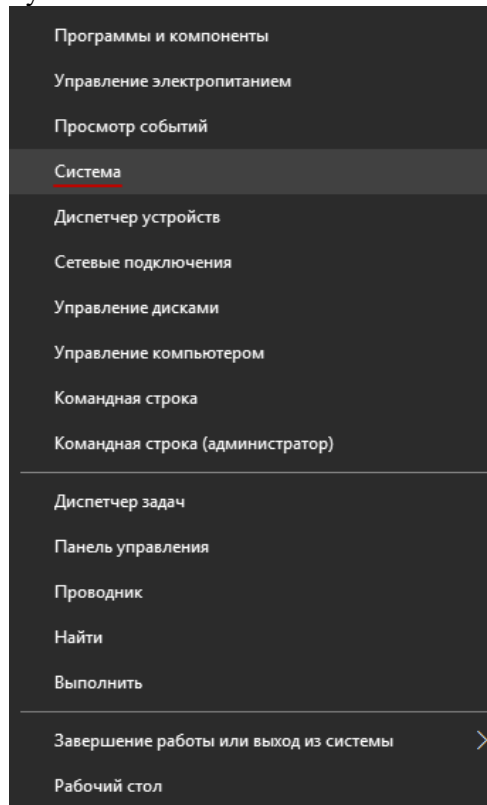 Программы и компоненты
Управление электропитанием
Просмотр событий
Система
Диспетчер устройств
Сетевые подключения
Управление дисками
Управление компьютером
Командная строка
Командная строка (администратор)
Диспетчер задач
Панель управления
Проводник
Найти
Выполнить
Завершение работы или выход из системы
Рабочий стол